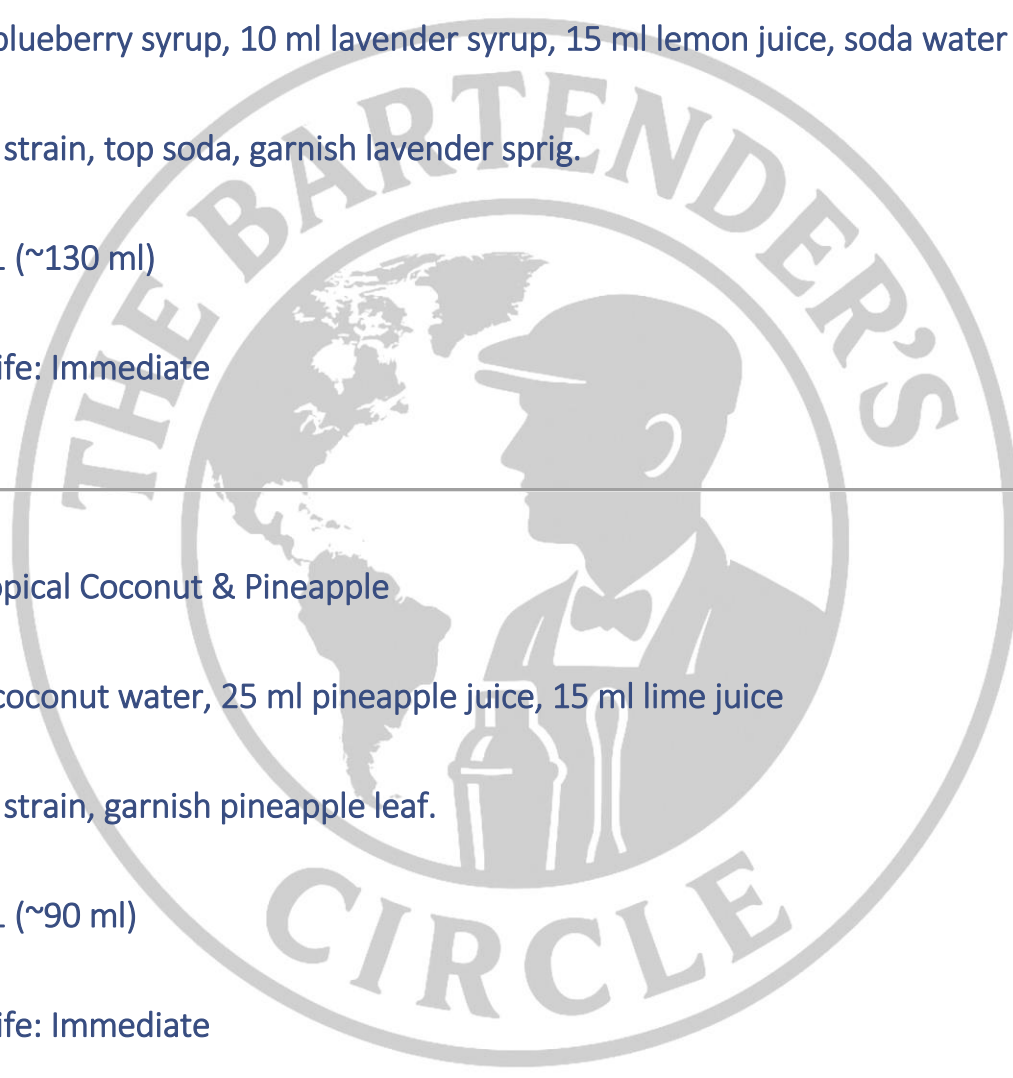 blueberry syrup, 10 ml lavender syrup, 15 ml lemon juice, soda water
strain, top soda, garnish lavender sprig.
(~130 ml)
ife: Immediate
opical Coconut & Pineapple
coconut water, 25 ml pineapple juice, 15 ml lime juice
strain, garnish pineapple leaf.
(~90 ml)
ife: Immediate
THE BARTENDER'S
CIRCLE